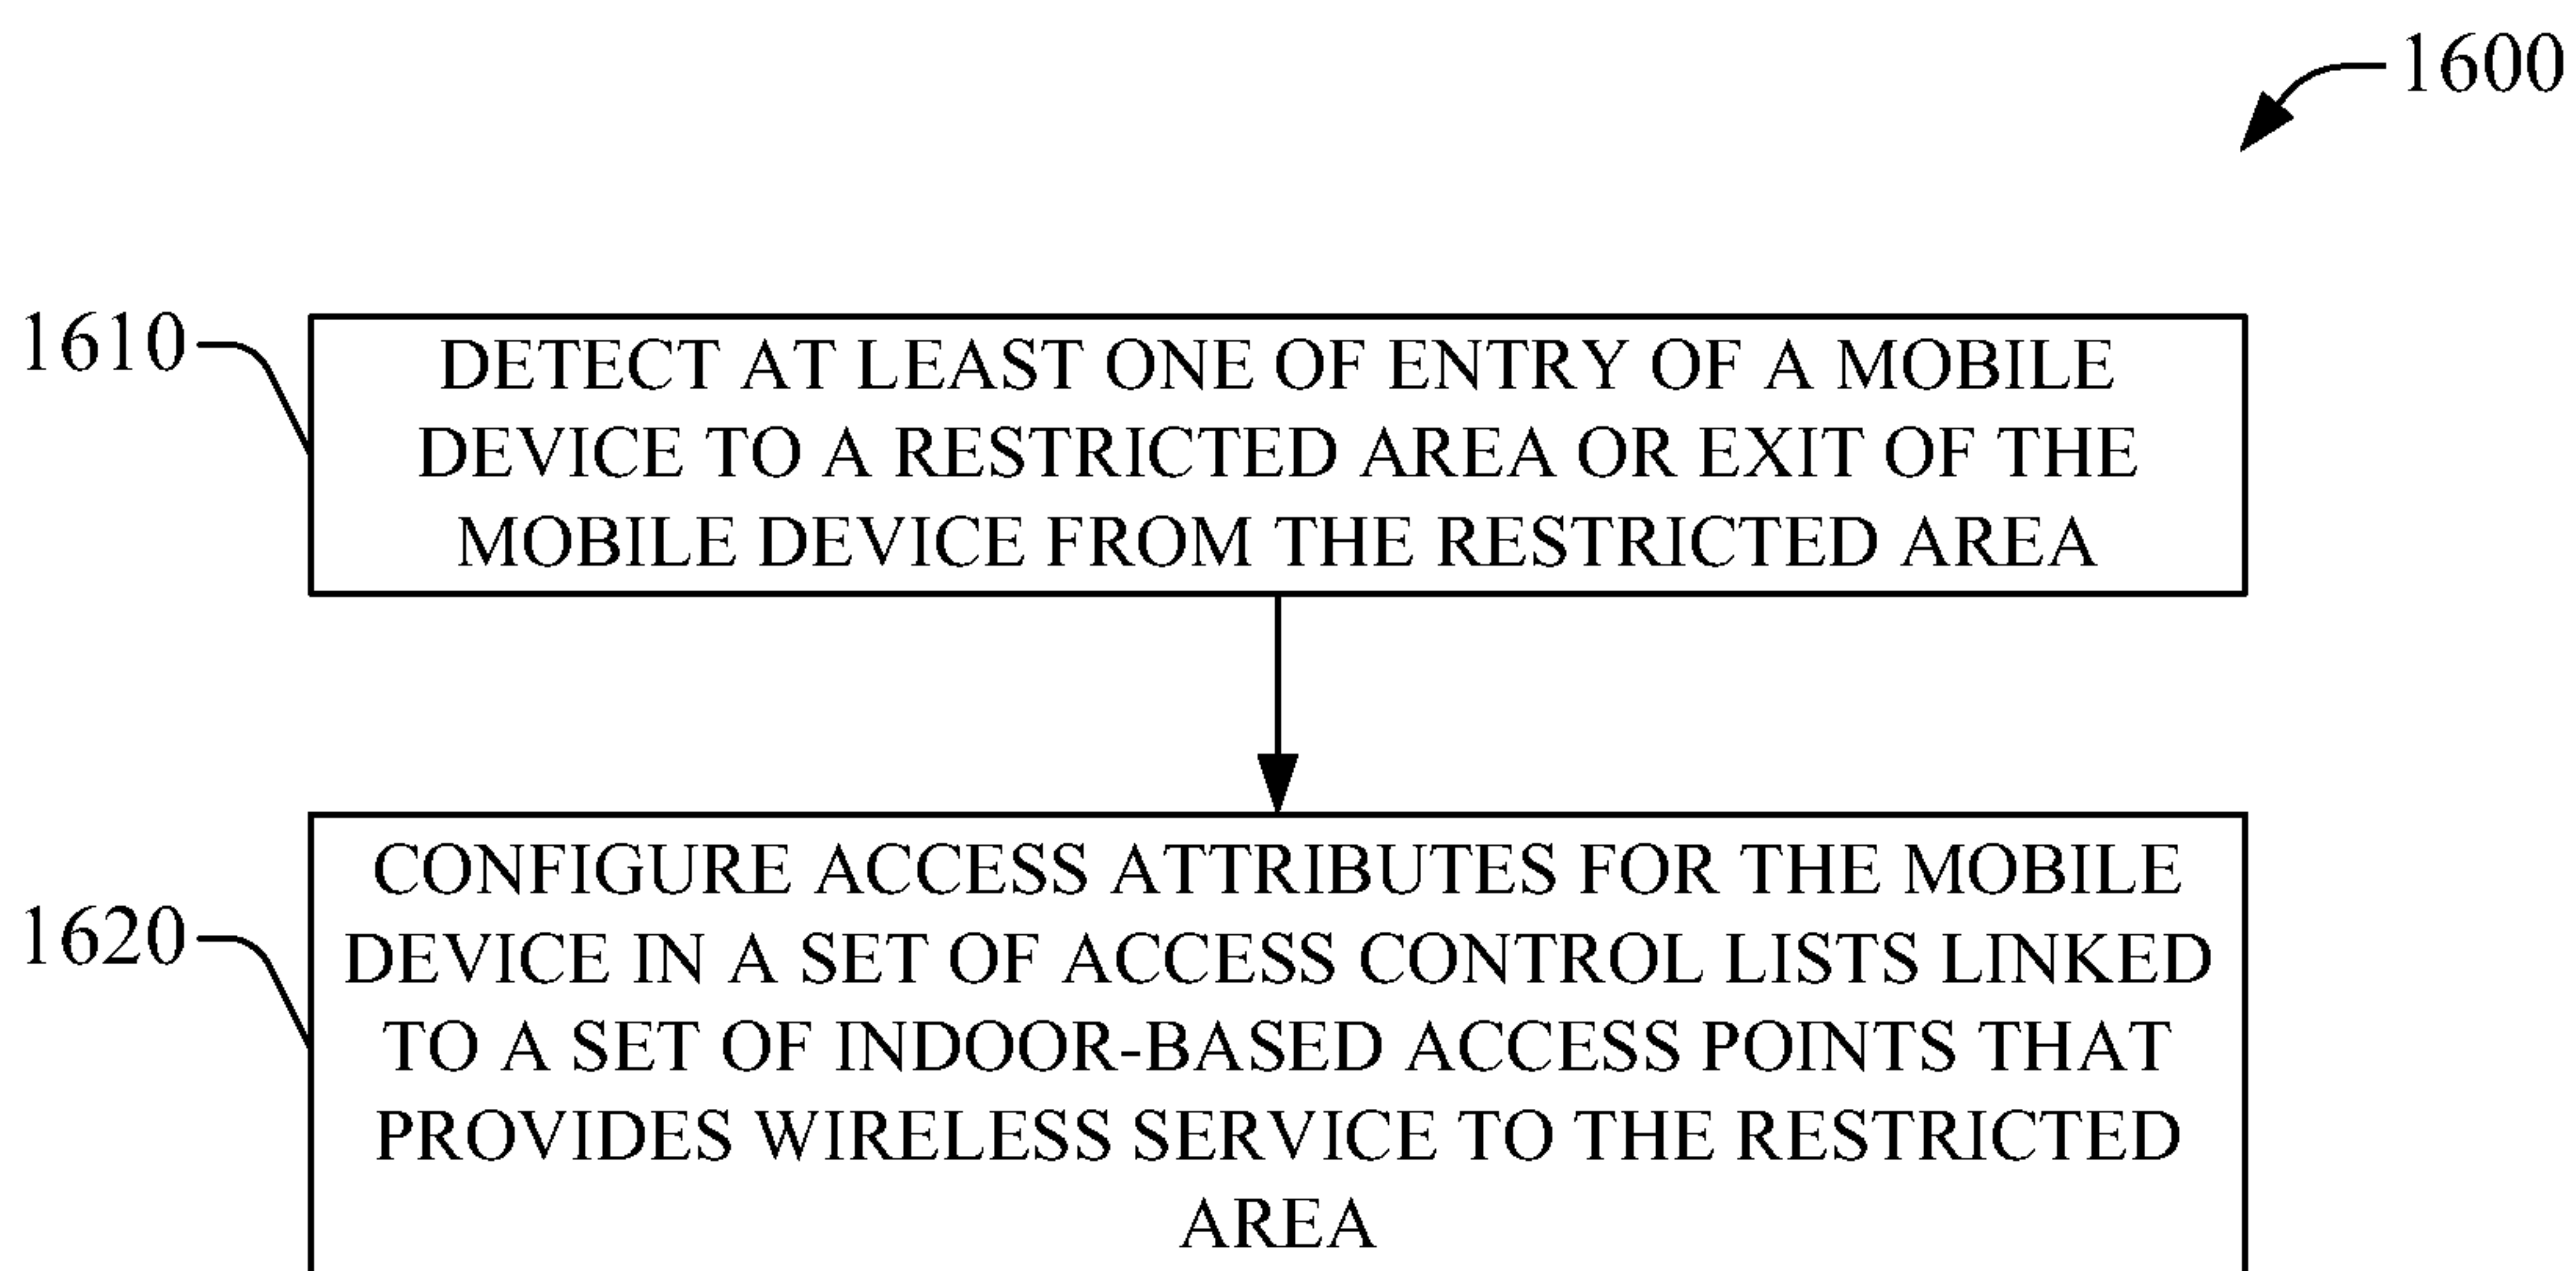 1600
1610
DETECT AT LEAST ONE OF ENTRY OF A MOBILE
DEVICE TO A RESTRICTED AREA OR EXIT OF THE
MOBILE DEVICE FROM THE RESTRICTED AREA
1620
CONFIGURE ACCESS ATTRIBUTES FOR THE MOBILE
DEVICE IN A SET OF ACCESS CONTROL LISTS LINKED
TO A SET OF INDOOR-BASED ACCESS POINTS THAT
PROVIDES WIRELESS SERVICE TO THE RESTRICTED
AREA